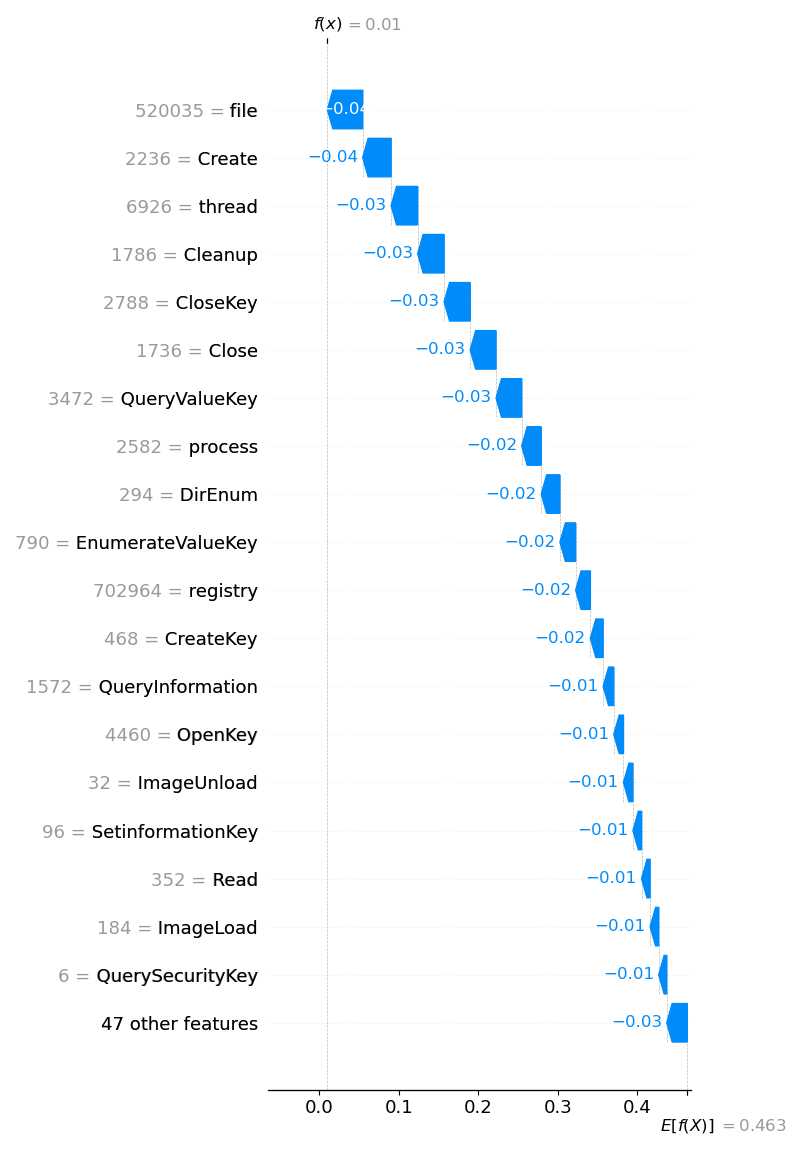 f(x) = 0.01
520035 = file
−0.04
2236 = Create
−0.04
6926 = thread
−0.03
1786 = Cleanup
−0.03
2788 = CloseKey
−0.03
1736 = Close
−0.03
3472 = QueryValueKey
−0.03
2582 = process
−0.02
294 = DirEnum
−0.02
790 = EnumerateValueKey
−0.02
702964 = registry
−0.02
468 = CreateKey
−0.02
1572 = QueryInformation
−0.01
4460 = OpenKey
−0.01
32 = ImageUnload
−0.01
96 = SetinformationKey
−0.01
352 = Read
−0.01
184 = ImageLoad
−0.01
6 = QuerySecurityKey
−0.01
47 other features
−0.03
0.0 0.1 0.2 0.3 0.4
E[f(X)] = 0.463